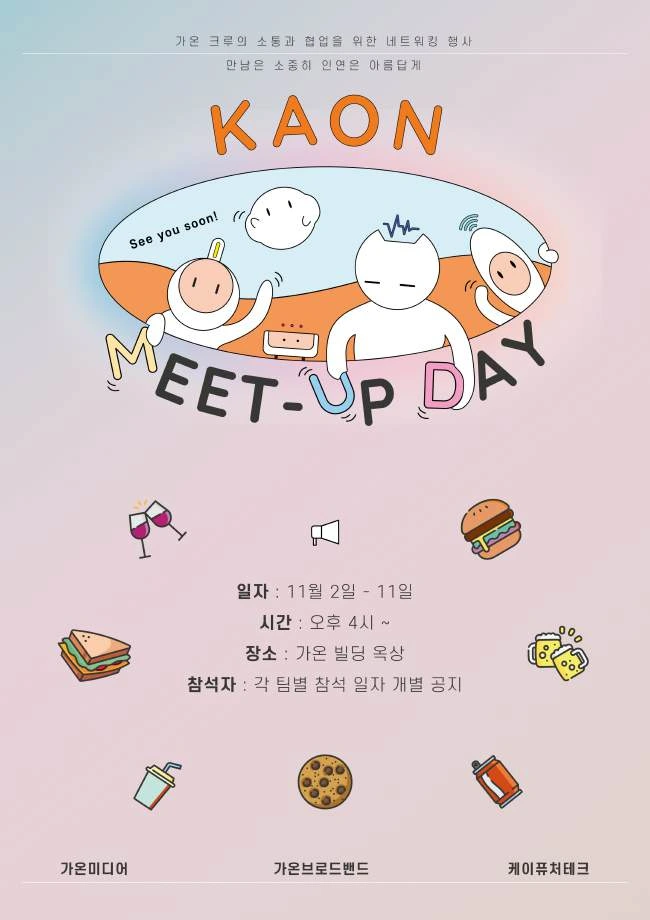 가온 크루의 소통과 협업을 위한 네트워킹 행사
만남은 소중히 인연은 아름답게
KAON
See you soon!
MEET-UP DAY
일자 : 11월 2일 - 11일
시간 : 오후 4시 ~
장소 : 가온 빌딩 옥상
참석자 : 각 팀별 참석 일자 개별 공지
가온미디어
가온브로드밴드
케이퓨처테크